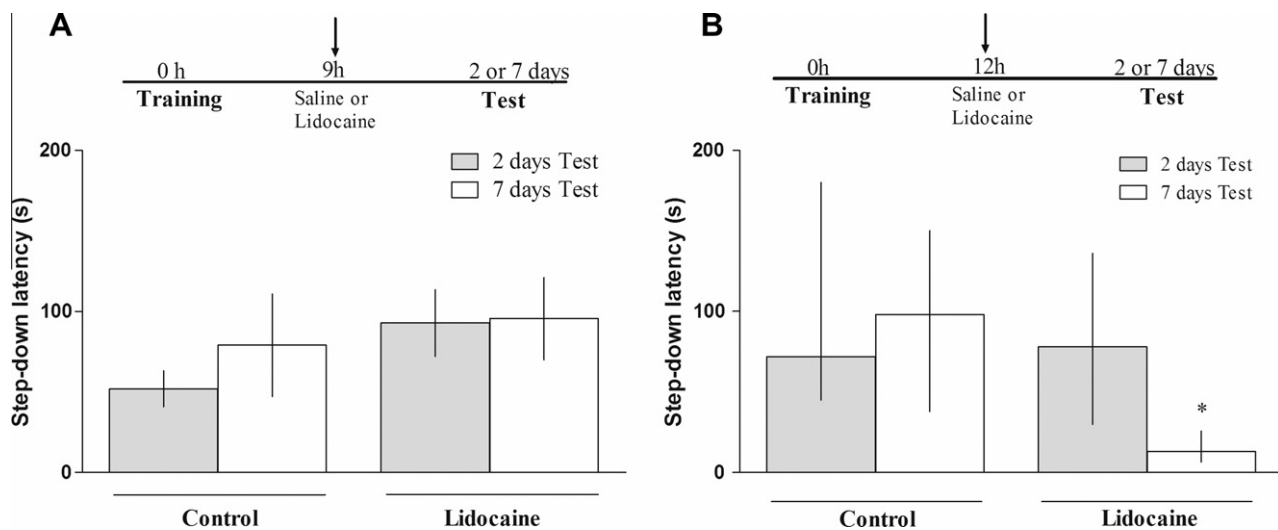 A
0 h 9h 2 or 7 days
Training Saline or Test
Lidocaine
200
2 days Test
7 days Test
Step-down latency (s)
100
0
Control Lidocaine
B
0h 12h 2 or 7 days
Training Saline or Test
Lidocaine
200
2 days Test
7 days Test
Step-down latency (s)
100
*
0
Control Lidocaine